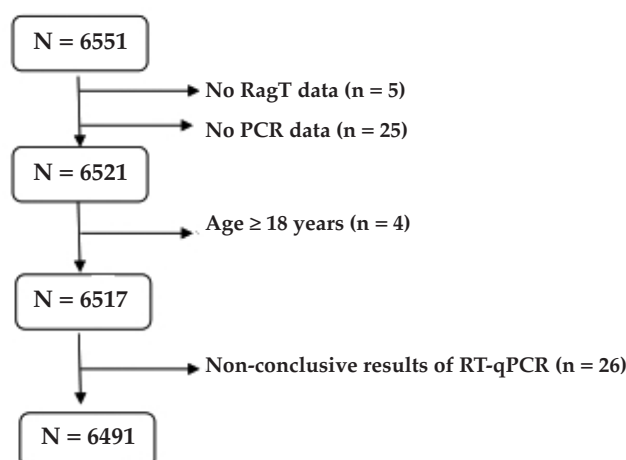 N = 6551
No RagT data (n = 5)
No PCR data (n = 25)
N = 6521
Age ≥ 18 years (n = 4)
N = 6517
Non-conclusive results of RT-qPCR (n = 26)
N = 6491